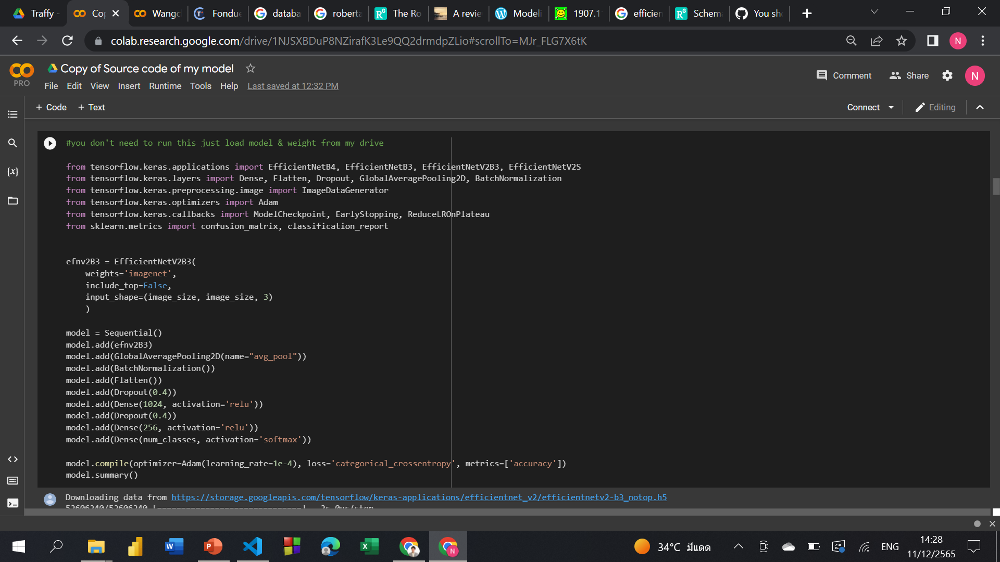 Traffy -
Co
Wangc
Fondue
databa
roberta
The Ro
A revie
Modeli
1907.1
efficien
Schem
You sh
colab.research.google.com/drive/1NJSXBDuP8NZirafK3Le9QQ2drmdpZLio#scrollTo=MJr_FLG7X6tK
N
PRO
Copy of Source code of my model
File Edit View Insert Runtime Tools Help Last saved at 12:32 PM
Comment Share N
+ Code + Text
Connect Editing
{x}
#you don't need to run this just load model & weight from my drive
from tensorflow.keras.applications import EfficientNetB4, EfficientNetB3, EfficientNetV2B3, EfficientNetV2S
from tensorflow.keras.layers import Dense, Flatten, Dropout, GlobalAveragePooling2D, BatchNormalization
from tensorflow.keras.preprocessing.image import ImageDataGenerator
from tensorflow.keras.optimizers import Adam
from tensorflow.keras.callbacks import ModelCheckpoint, EarlyStopping, ReduceLROnPlateau
from sklearn.metrics import confusion_matrix, classification_report
efnv2B3 = EfficientNetV2B3(
weights='imagenet',
include_top=False,
input_shape=(image_size, image_size, 3)
)
model = Sequential()
model.add(efnv2B3)
model.add(GlobalAveragePooling2D(name="avg_pool"))
model.add(BatchNormalization())
model.add(Flatten())
model.add(Dropout(0.4))
model.add(Dense(1024, activation='relu'))
model.add(Dropout(0.4))
model.add(Dense(256, activation='relu'))
model.add(Dense(num_classes, activation='softmax'))
model.compile(optimizer=Adam(learning_rate=1e-4), loss='categorical_crossentropy', metrics=['accuracy'])
model.summary()
Downloading data from https://storage.googleapis.com/tensorflow/keras-applications/efficientnet_v2/efficientnetv2-b3_notop.h5
52606240/52606240 [==============================] - 2s 0us/step
34°C มีแดด
ENG
14:28
11/12/2565